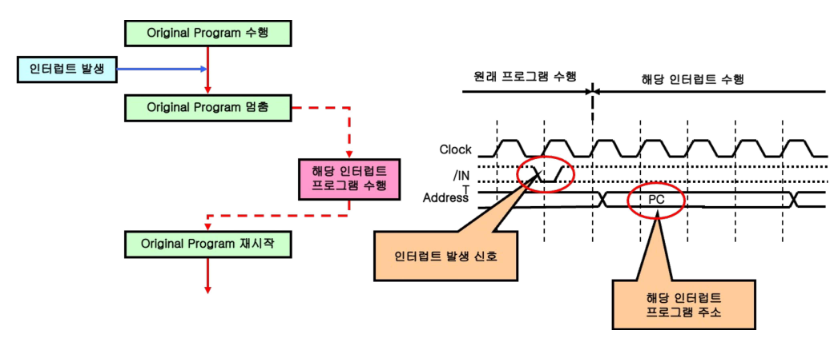 Original Program 수행
인터럽트 발생
Original Program 멈춤
해당 인터럽트
프로그램 수행
Original Program 재시작
원래 프로그램 수행
해당 인터럽트 수행
Clock
/IN
T
Address
PC
인터럽트 발생 신호
해당 인터럽트
프로그램 주소